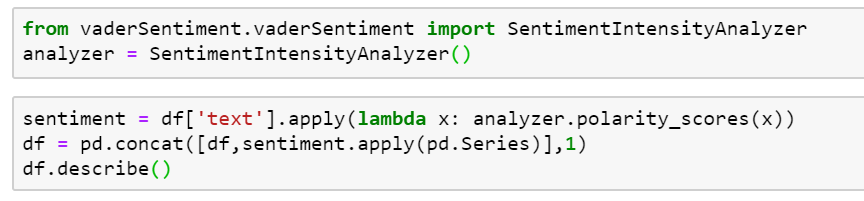 from vaderSentiment.vaderSentiment import SentimentIntensityAnalyzer
analyzer = SentimentIntensityAnalyzer()
sentiment = df['text'].apply(lambda x: analyzer.polarity_scores(x))
df = pd.concat([df,sentiment.apply(pd.Series)],1)
df.describe()